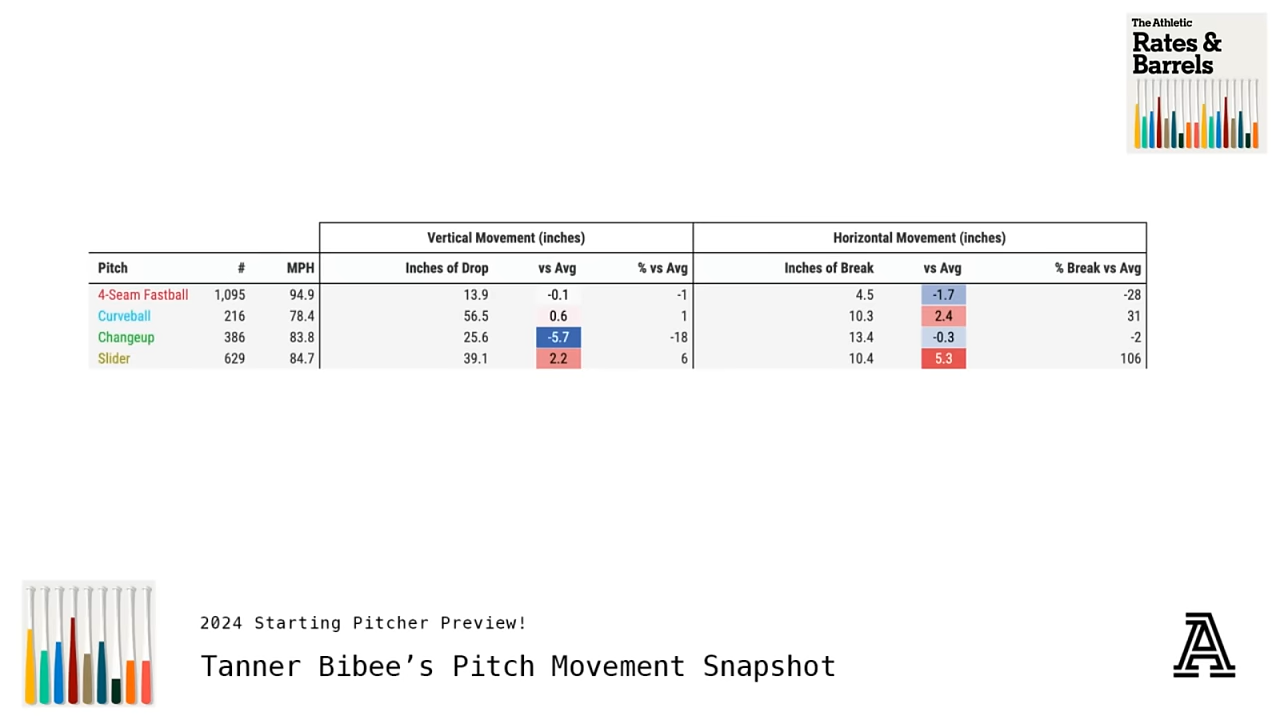 The Athletic
Rates &
Barrels
Vertical Movement (inches) Horizontal Movement (inches)
Pitch # MPH Inches of Drop vs Avg % vs Avg Inches of Break vs Avg % Break vs Avg
4-Seam Fastball 1,095 94.9 13.9 -0.1 -1 4.5 -1.7 -28
Curveball 216 78.4 56.5 0.6 1 10.3 2.4 31
Changeup 386 83.8 25.6 -5.7 -18 13.4 -0.3 -2
Slider 629 84.7 39.1 2.2 6 10.4 5.3 106
2024 Starting Pitcher Preview!
Tanner Bibee’s Pitch Movement Snapshot
A